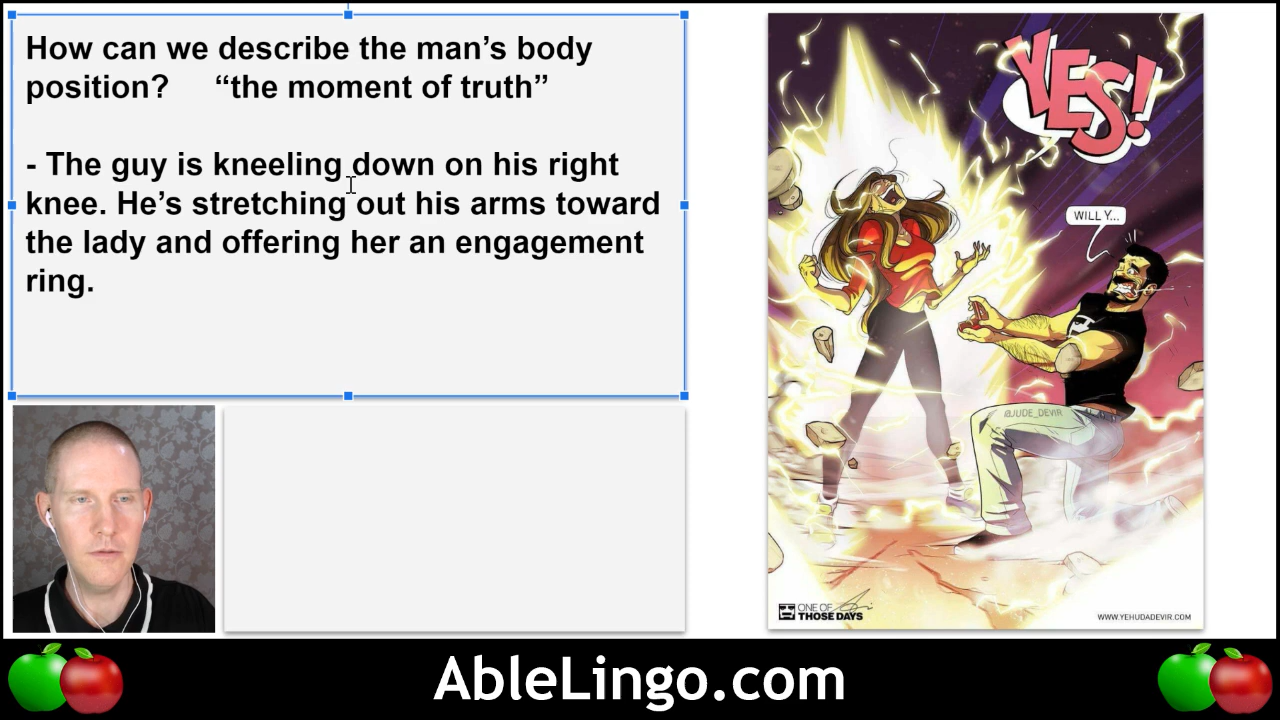 How can we describe the man’s body
position? “the moment of truth”
- The guy is kneeling down on his right
knee. He’s stretching out his arms toward
the lady and offering her an engagement
ring.
YES!
WILL Y...
@JUDE_DEVIR
ONE OF
THOSE DAYS
WWW.YEHUDADEVIR.COM
AbleLingo.com